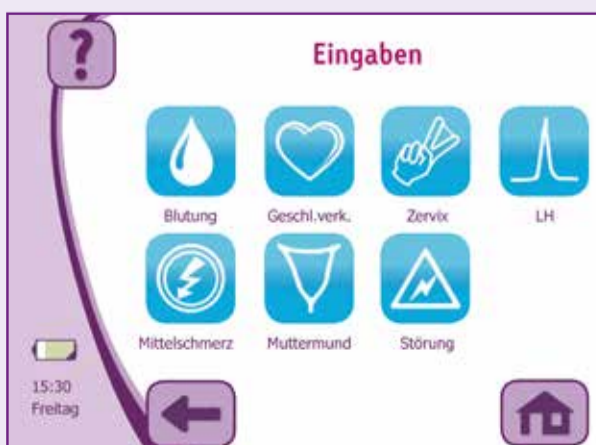 ?
Eingaben
Blutung Geschl.verk. Zervix LH
Mittelschmerz Muttermund Störung
15:30
Freitag